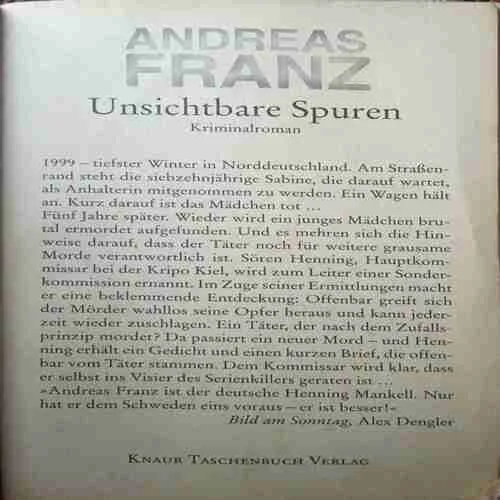 ANDREAS
FRANZ
Unsichtbare Spuren
Kriminalroman
1999 – tiefster Winter in Norddeutschland. Am Straßen-
rand steht die siebzehnjährige Sabine, die darauf wartet,
als Anhalterin mitgenommen zu werden. Ein Wagen hält
an. Kurz darauf ist das Mädchen tot ...
Fünf Jahre später. Wieder wird ein junges Mädchen bru-
tal ermordet aufgefunden. Und es mehren sich die Hin-
weise darauf, dass der Täter noch für weitere grausame
Morde verantwortlich ist. Sören Henning, Hauptkom-
missar bei der Kripo Kiel, wird zum Leiter einer Sonder-
kommission ernannt. Im Zuge seiner Ermittlungen macht
er eine beklemmende Entdeckung: Offenbar greift sich
der Mörder wahllos seine Opfer heraus und kann jeder-
zeit wieder zuschlagen. Ein Täter, der nach dem Zufalls-
prinzip mordet? Da passiert ein neuer Mord – und Hen-
ning erhält ein Gedicht und einen kurzen Brief, die offen-
bar vom Täter stammen. Dem Kommissar wird klar, dass
er selbst ins Visier des Serienkillers geraten ist ...
»Andreas Franz ist der deutsche Henning Mankell. Nur
hat er dem Schweden eins voraus – er ist besser!«
Bild am Sonntag, Alex Dengler
KNAUR TASCHENBUCH VERLAG